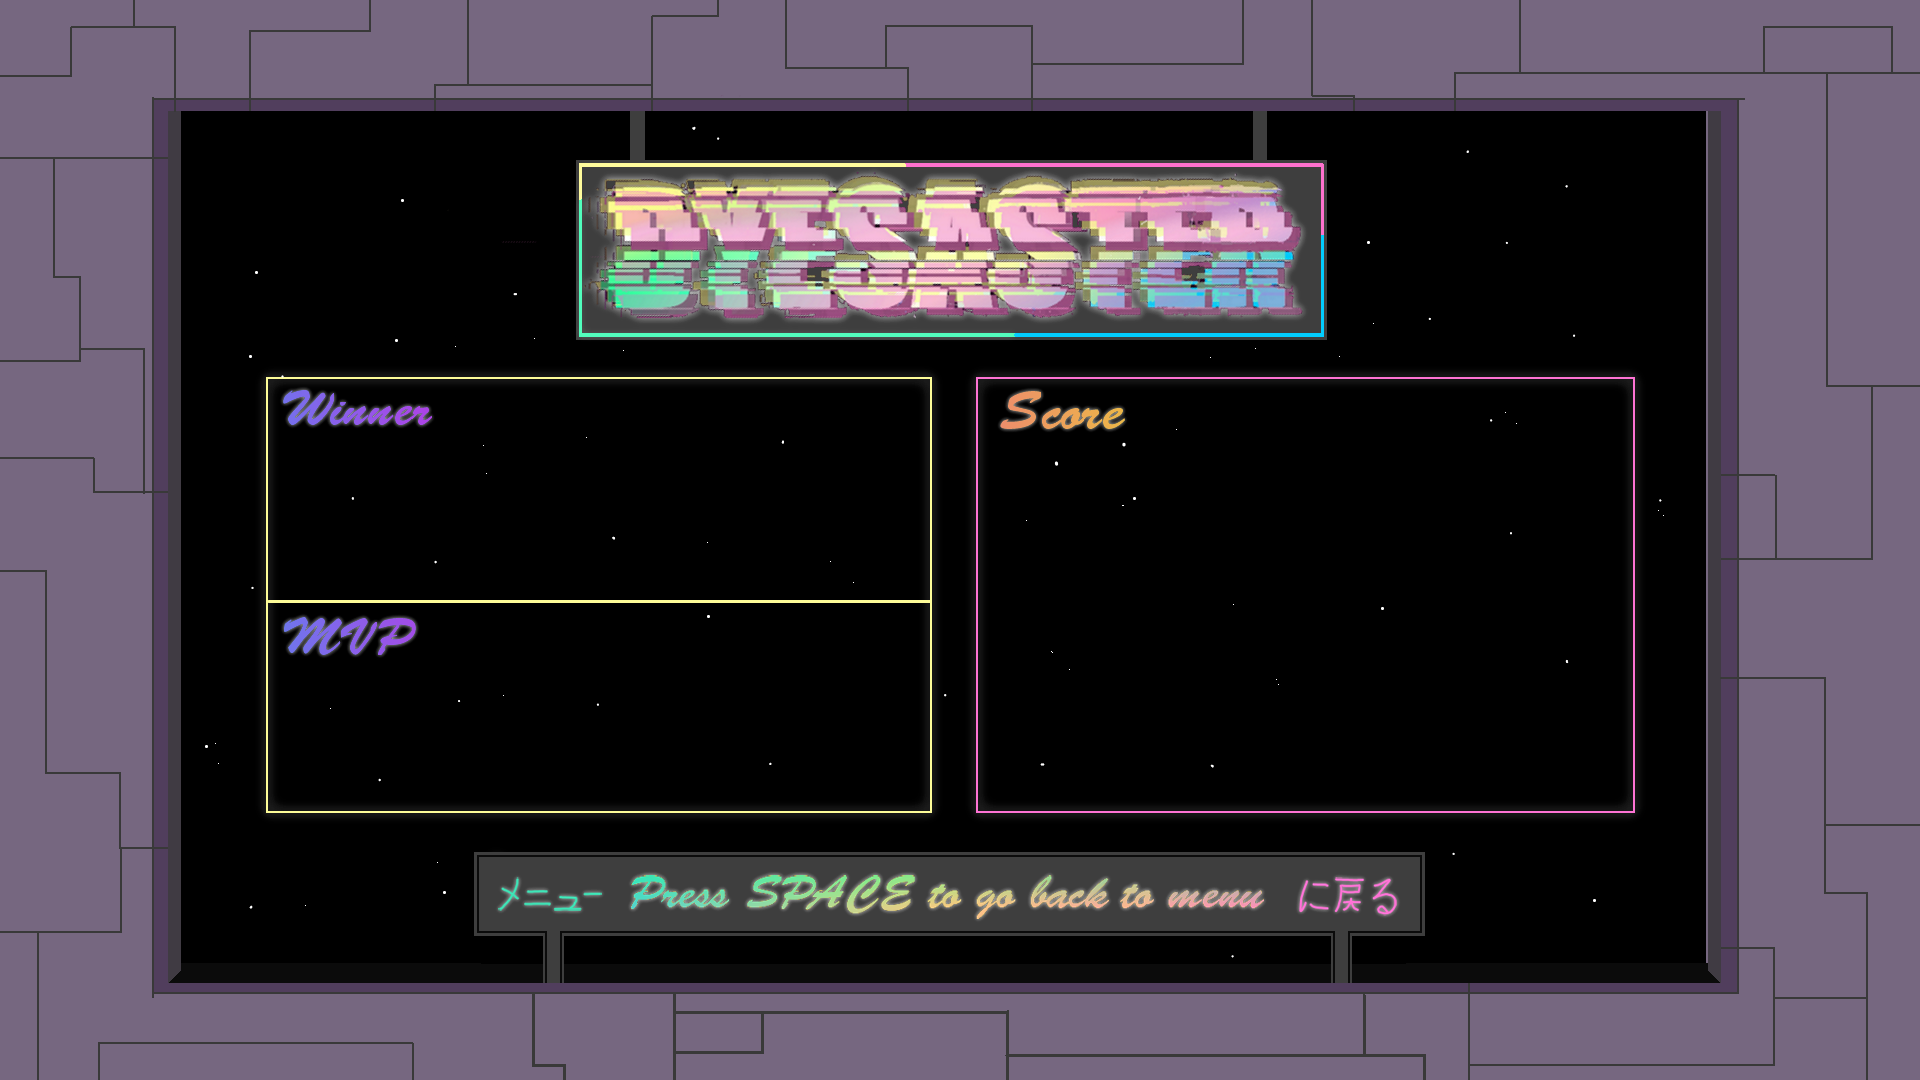 Winner
Score
MVP
メニュー Press SPACE to go back to menu に戻る